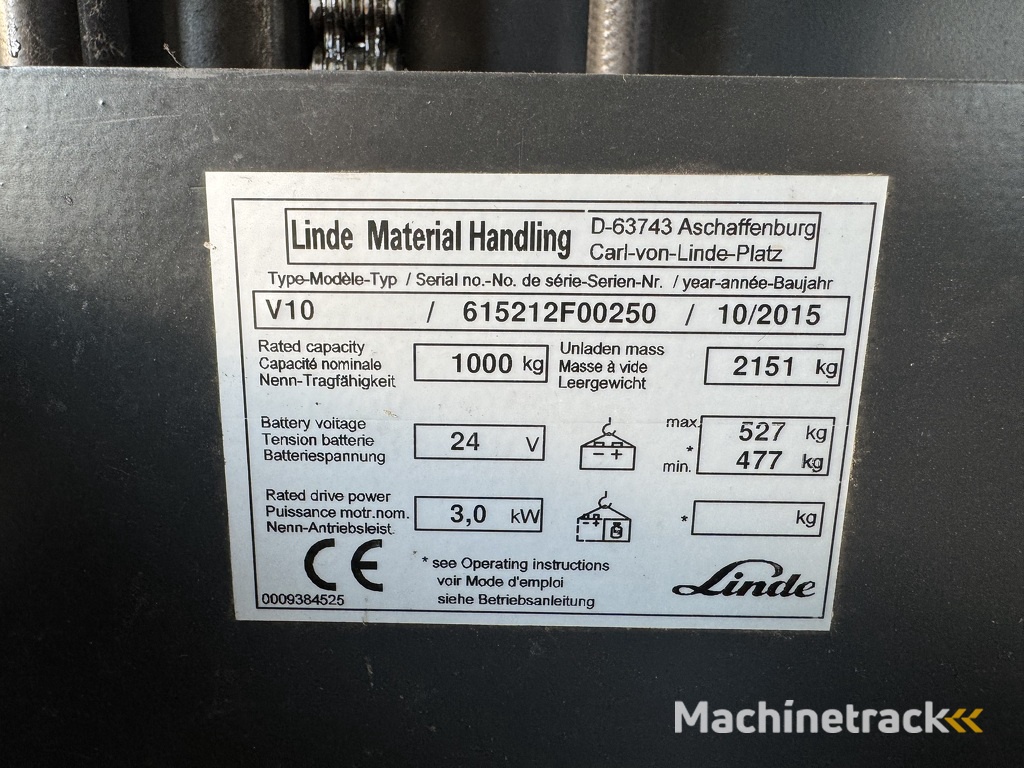 Linde Material Handling
D-63743 Aschaffenburg
Carl-von-Linde-Platz
Type-Modèle-Typ / Serial no.-No. de série-Serien-Nr. / year-année-Baujahr
V10 / 615212F00250 / 10/2015
Rated capacity
Capacité nominale
Nenn-Tragfähigkeit
1000 kg
Unladen mass
Masse à vide
Leergewicht
2151 kg
Battery voltage
Tension batterie
Batteriespannung
24 V
- +
max.
*
min.
527 kg
477 kg
Rated drive power
Puissance motr.nom.
Nenn-Antriebsleist.
3,0 kW
- +
* kg
CE
0009384525
* see Operating instructions
voir Mode d'emploi
siehe Betriebsanleitung
Linde
Machinetrack